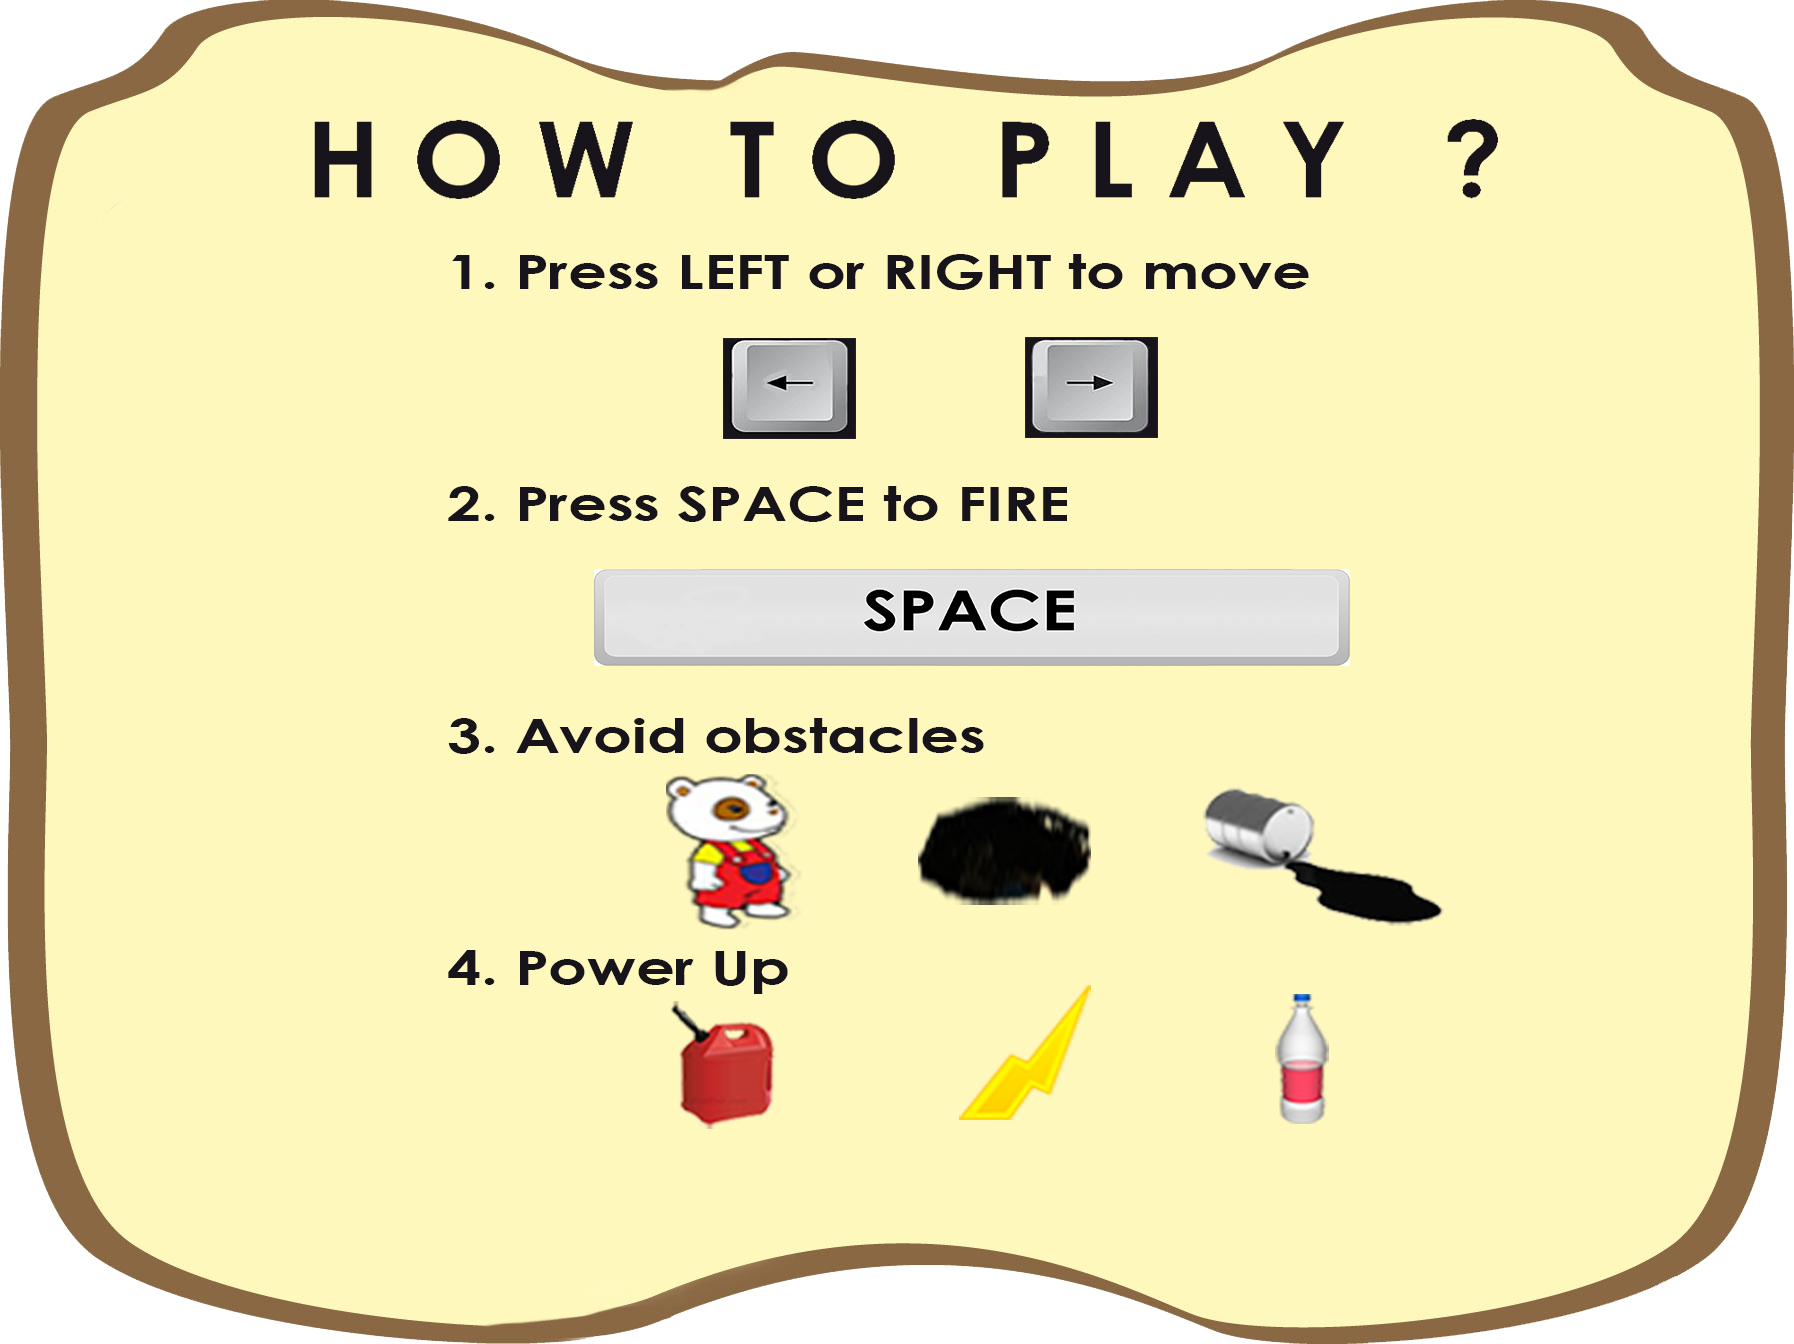 HOW TO PLAY ?
1. Press LEFT or RIGHT to move
2. Press SPACE to FIRE
SPACE
3. Avoid obstacles
4. Power Up